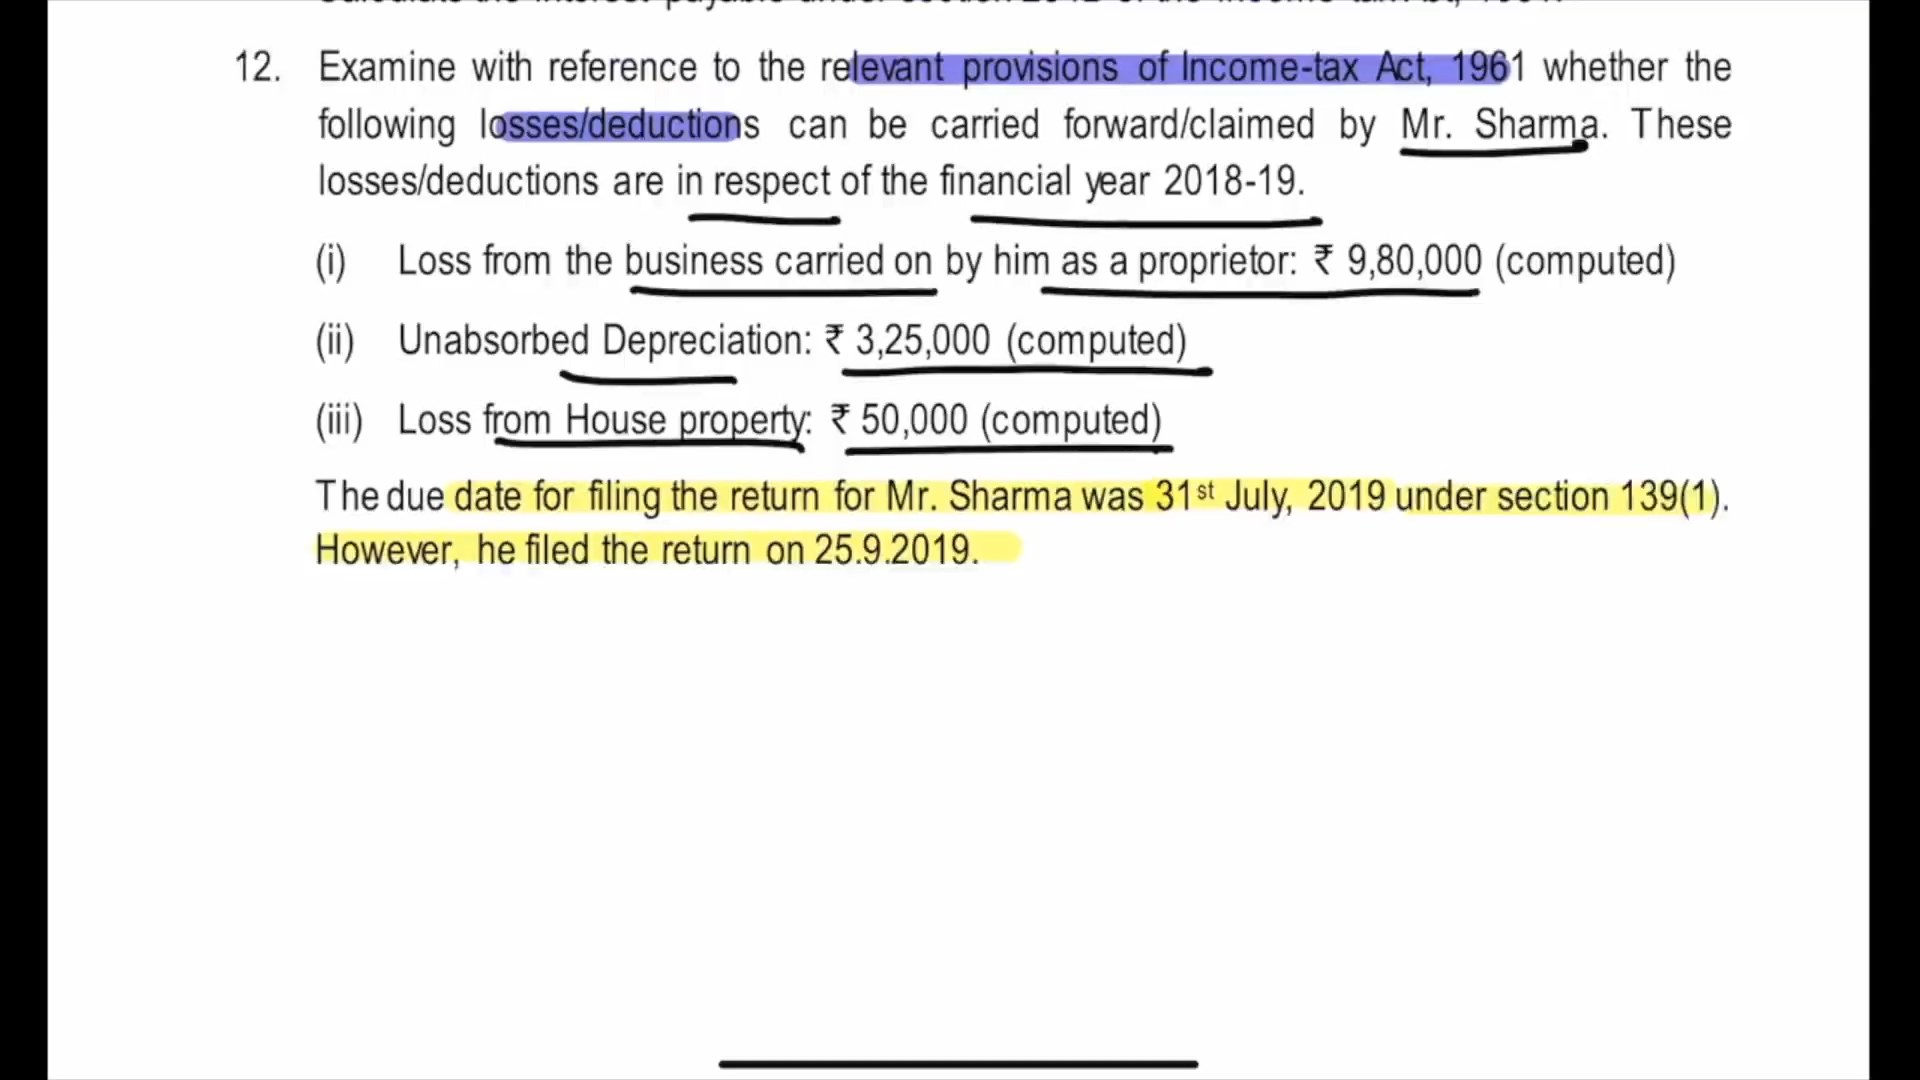 12. Examine with reference to the relevant provisions of Income-tax Act, 1961 whether the
following losses/deductions can be carried forward/claimed by Mr. Sharma. These
losses/deductions are in respect of the financial year 2018-19.
(i) Loss from the business carried on by him as a proprietor: ₹ 9,80,000 (computed)
(ii) Unabsorbed Depreciation: ₹ 3,25,000 (computed)
(iii) Loss from House property: ₹ 50,000 (computed)
The due date for filing the return for Mr. Sharma was 31st July, 2019 under section 139(1).
However, he filed the return on 25.9.2019.